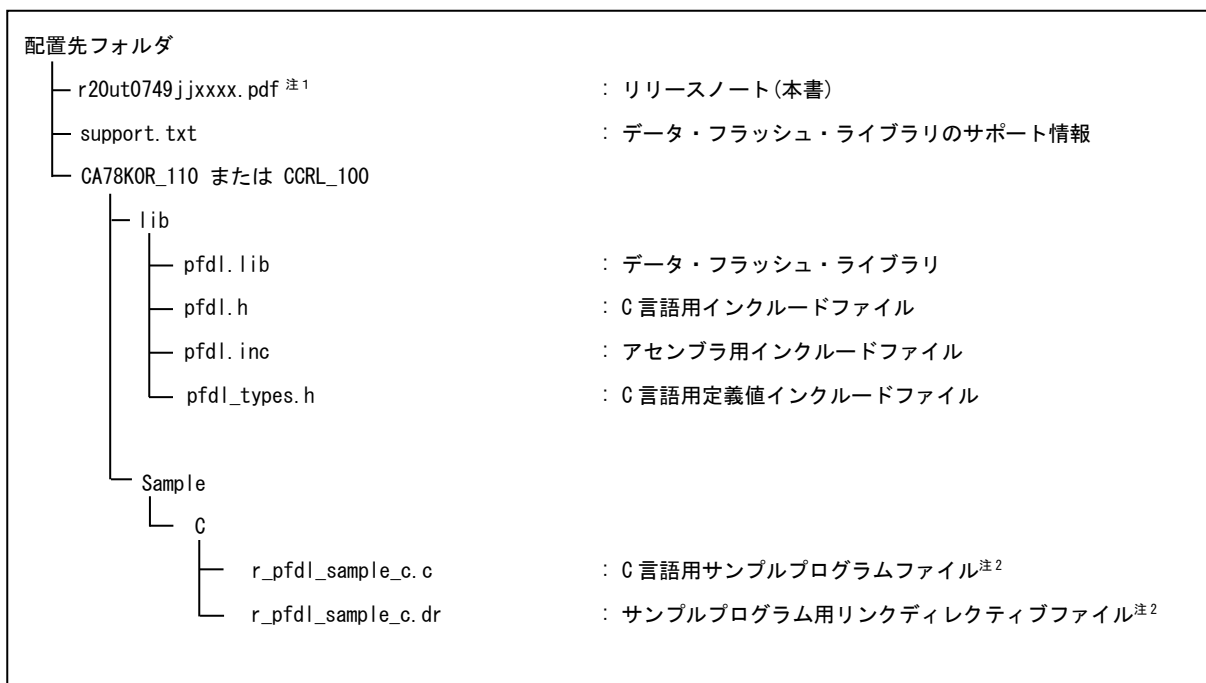 配置先フォルダ
r20ut0749jjxxxx.pdf 注1 : リリースノート(本書)
support.txt : データ・フラッシュ・ライブラリのサポート情報
CA78K0R_110 または CCRL_100
lib
pfdl.lib : データ・フラッシュ・ライブラリ
pfdl.h : C言語用インクルードファイル
pfdl.inc : アセンブラ用インクルードファイル
pfdl_types.h : C言語用定義値インクルードファイル
Sample
C
r_pfdl_sample_c.c : C言語用サンプルプログラムファイル注2
r_pfdl_sample_c.dr : サンプルプログラム用リンクディレクティブファイル注2